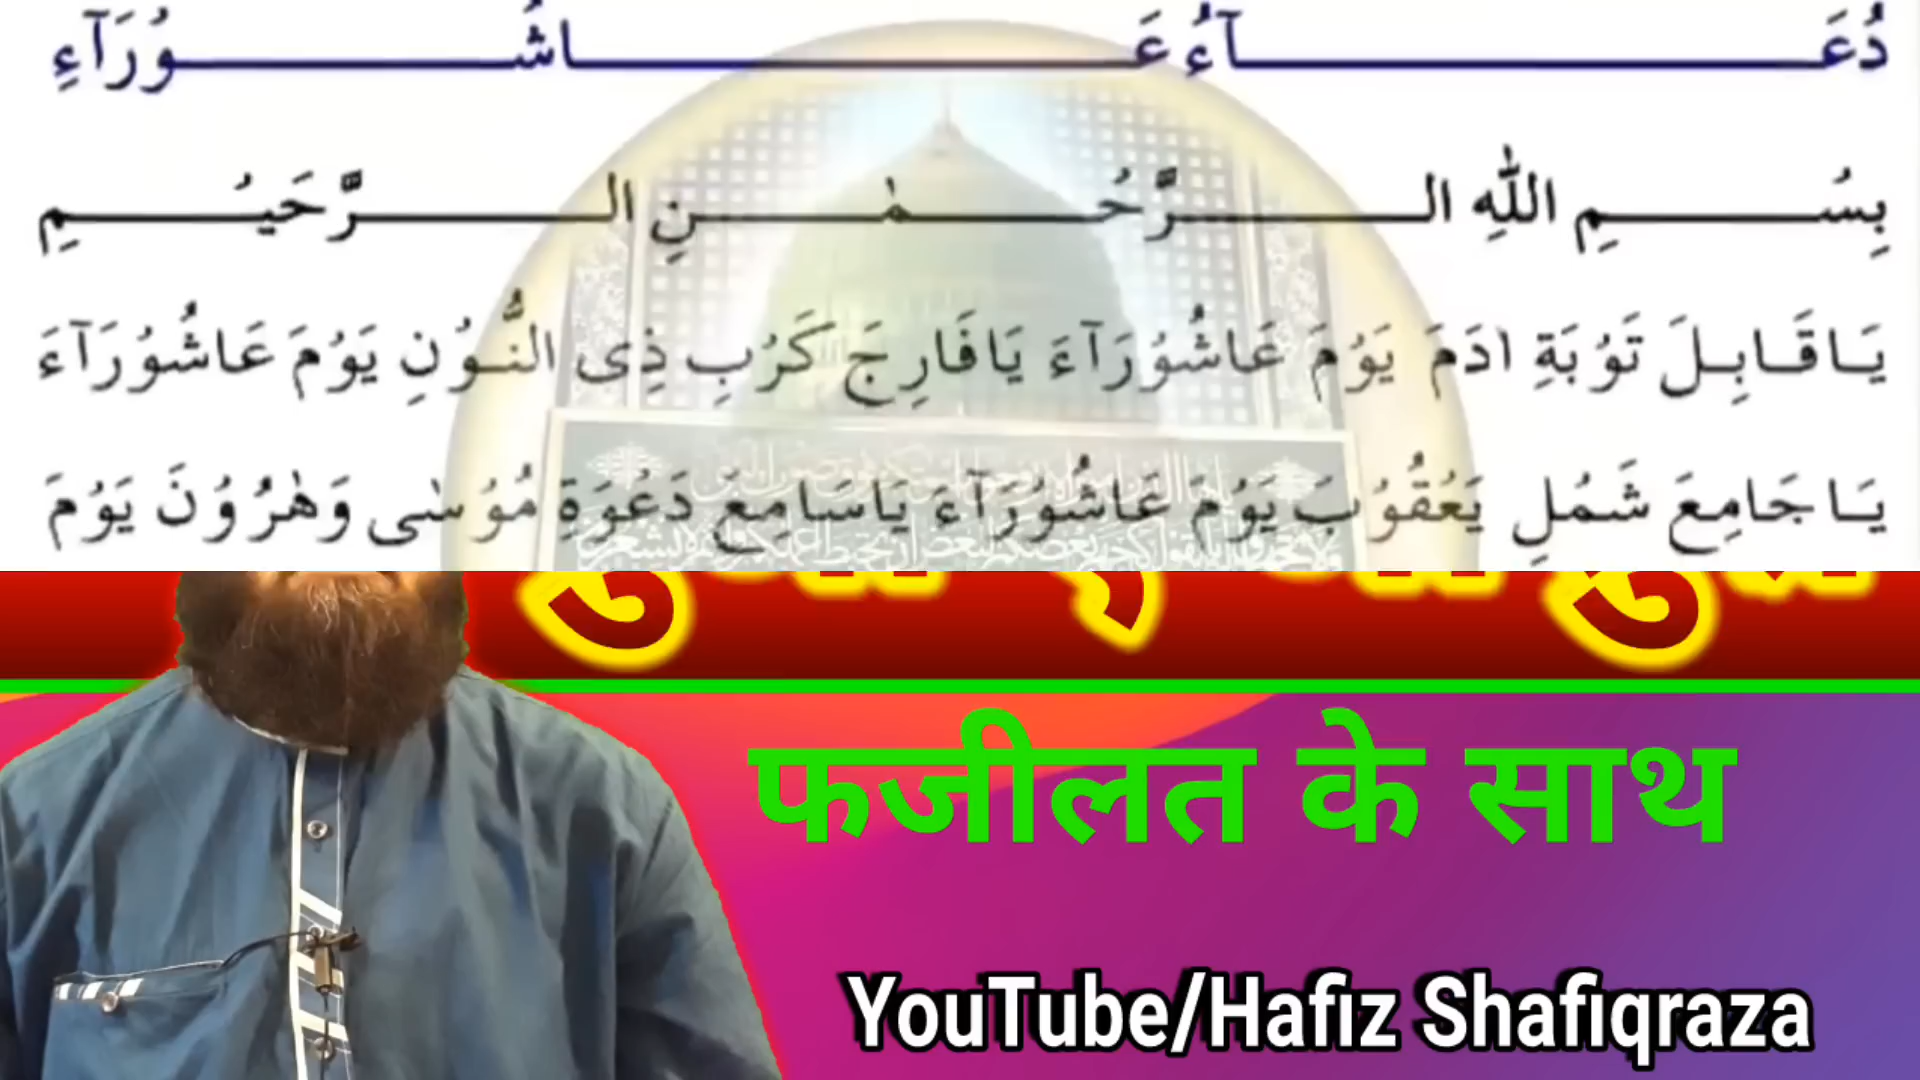 دُعَآءُ عَاشُوْرَآءِ
بِسْمِ اللّٰهِ الرَّحْمٰنِ الرَّحِيْمِ
يَا قَابِلَ تَوْبَةِ اٰدَمَ يَوْمَ عَاشُوْرَآءَ يَا فَارِجَ كَرْبِ ذِى النُّوْنِ يَوْمَ عَاشُوْرَآءَ
يَا جَامِعَ شَمْلِ يَعْقُوْبَ يَوْمَ عَاشُوْرَآءَ يَا سَامِعَ دَعْوَةِ مُوْسٰى وَهٰرُوْنَ يَوْمَ
फजीलत के साथ
YouTube/Hafiz Shafiqraza